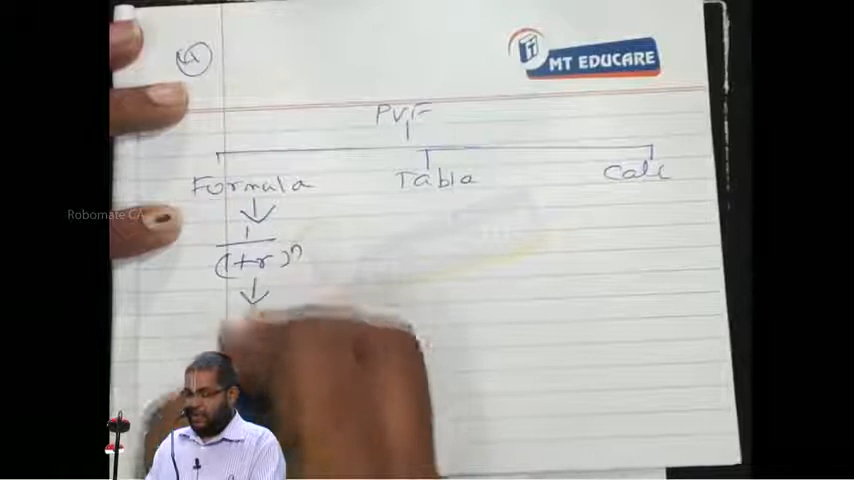 MT EDUCARE
PVF
Formula Table Calc
1
(1+r)^n
Robomate CA